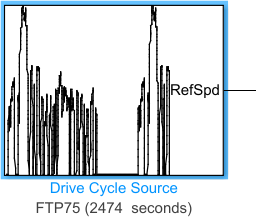 RefSpd
Drive Cycle Source
FTP75 (2474 seconds)